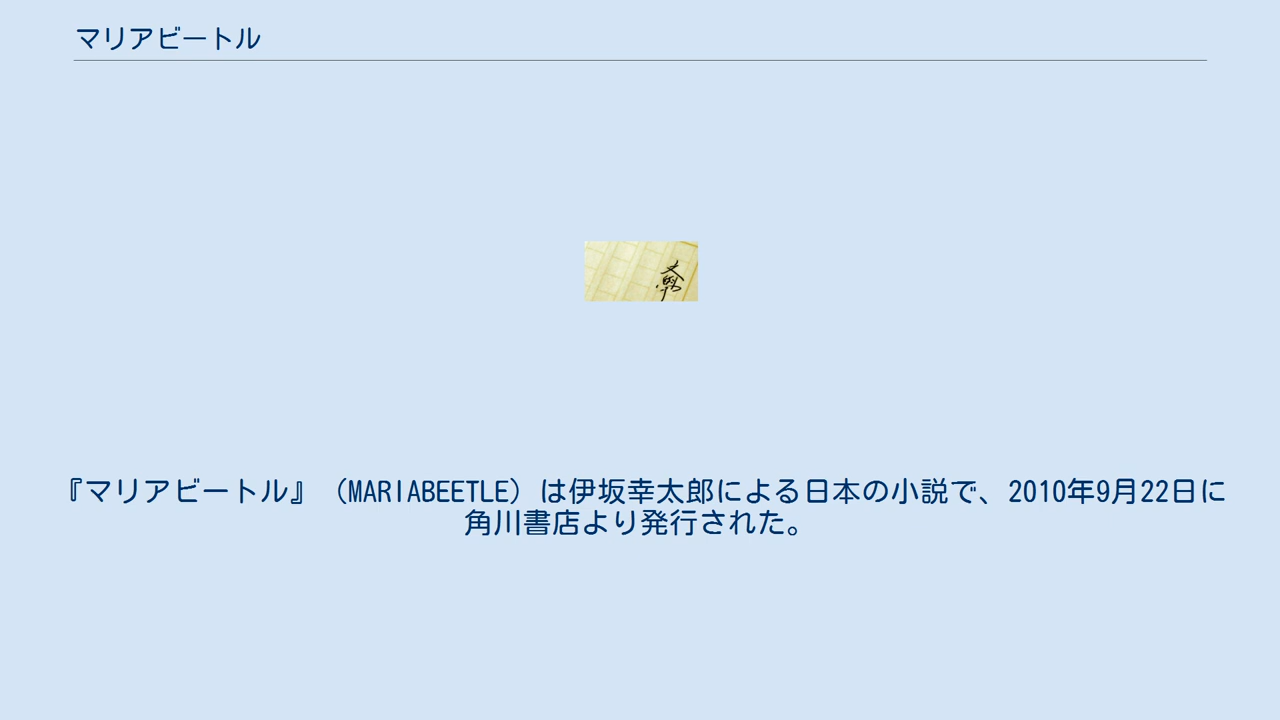 マリアビートル
『マリアビートル』（MARIABEETLE）は伊坂幸太郎による日本の小説で、2010年9月22日に
角川書店より発行された。